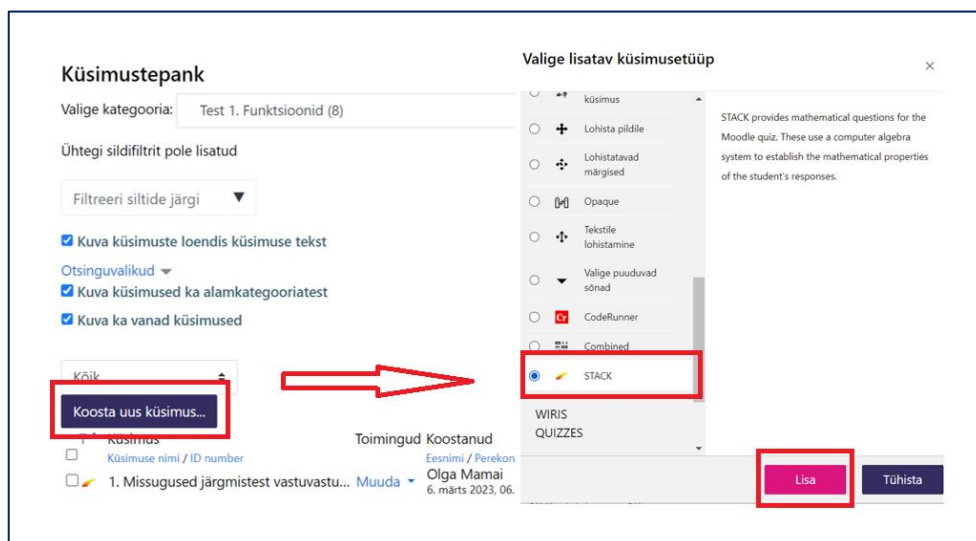 Küsimustepank
Valige kategooria: Test 1. Funktsioonid (8)
Ühtegi sildifiltrit pole lisatud
Filtreeri siltide järgi ▼
Kuva küsimuste loendis küsimuse tekst
Otsinguvalikud
Kuva küsimused ka alamkategooriatest
Kuva ka vanad küsimused
Kõik
Koosta uus küsimus...
Küsimus Toimingud Koostanud
Küsimuse nimi / ID number Eesnimi / Perekon
1. Missugused järgmistest vastuvastu... Muuda Olga Mamai
6. märts 2023, 06.
Valige lisatav küsimusetüüp ×
küsimus
Lohista pildile
Lohistatavad
märgised
Opaque
Tekstile
lohistamine
Valige puuduvad
sõnad
Cr CodeRunner
Combined
STACK
WIRIS
QUIZZES
STACK provides mathematical questions for the
Moodle quiz. These use a computer algebra
system to establish the mathematical properties
of the student's responses.
Lisa Tühista